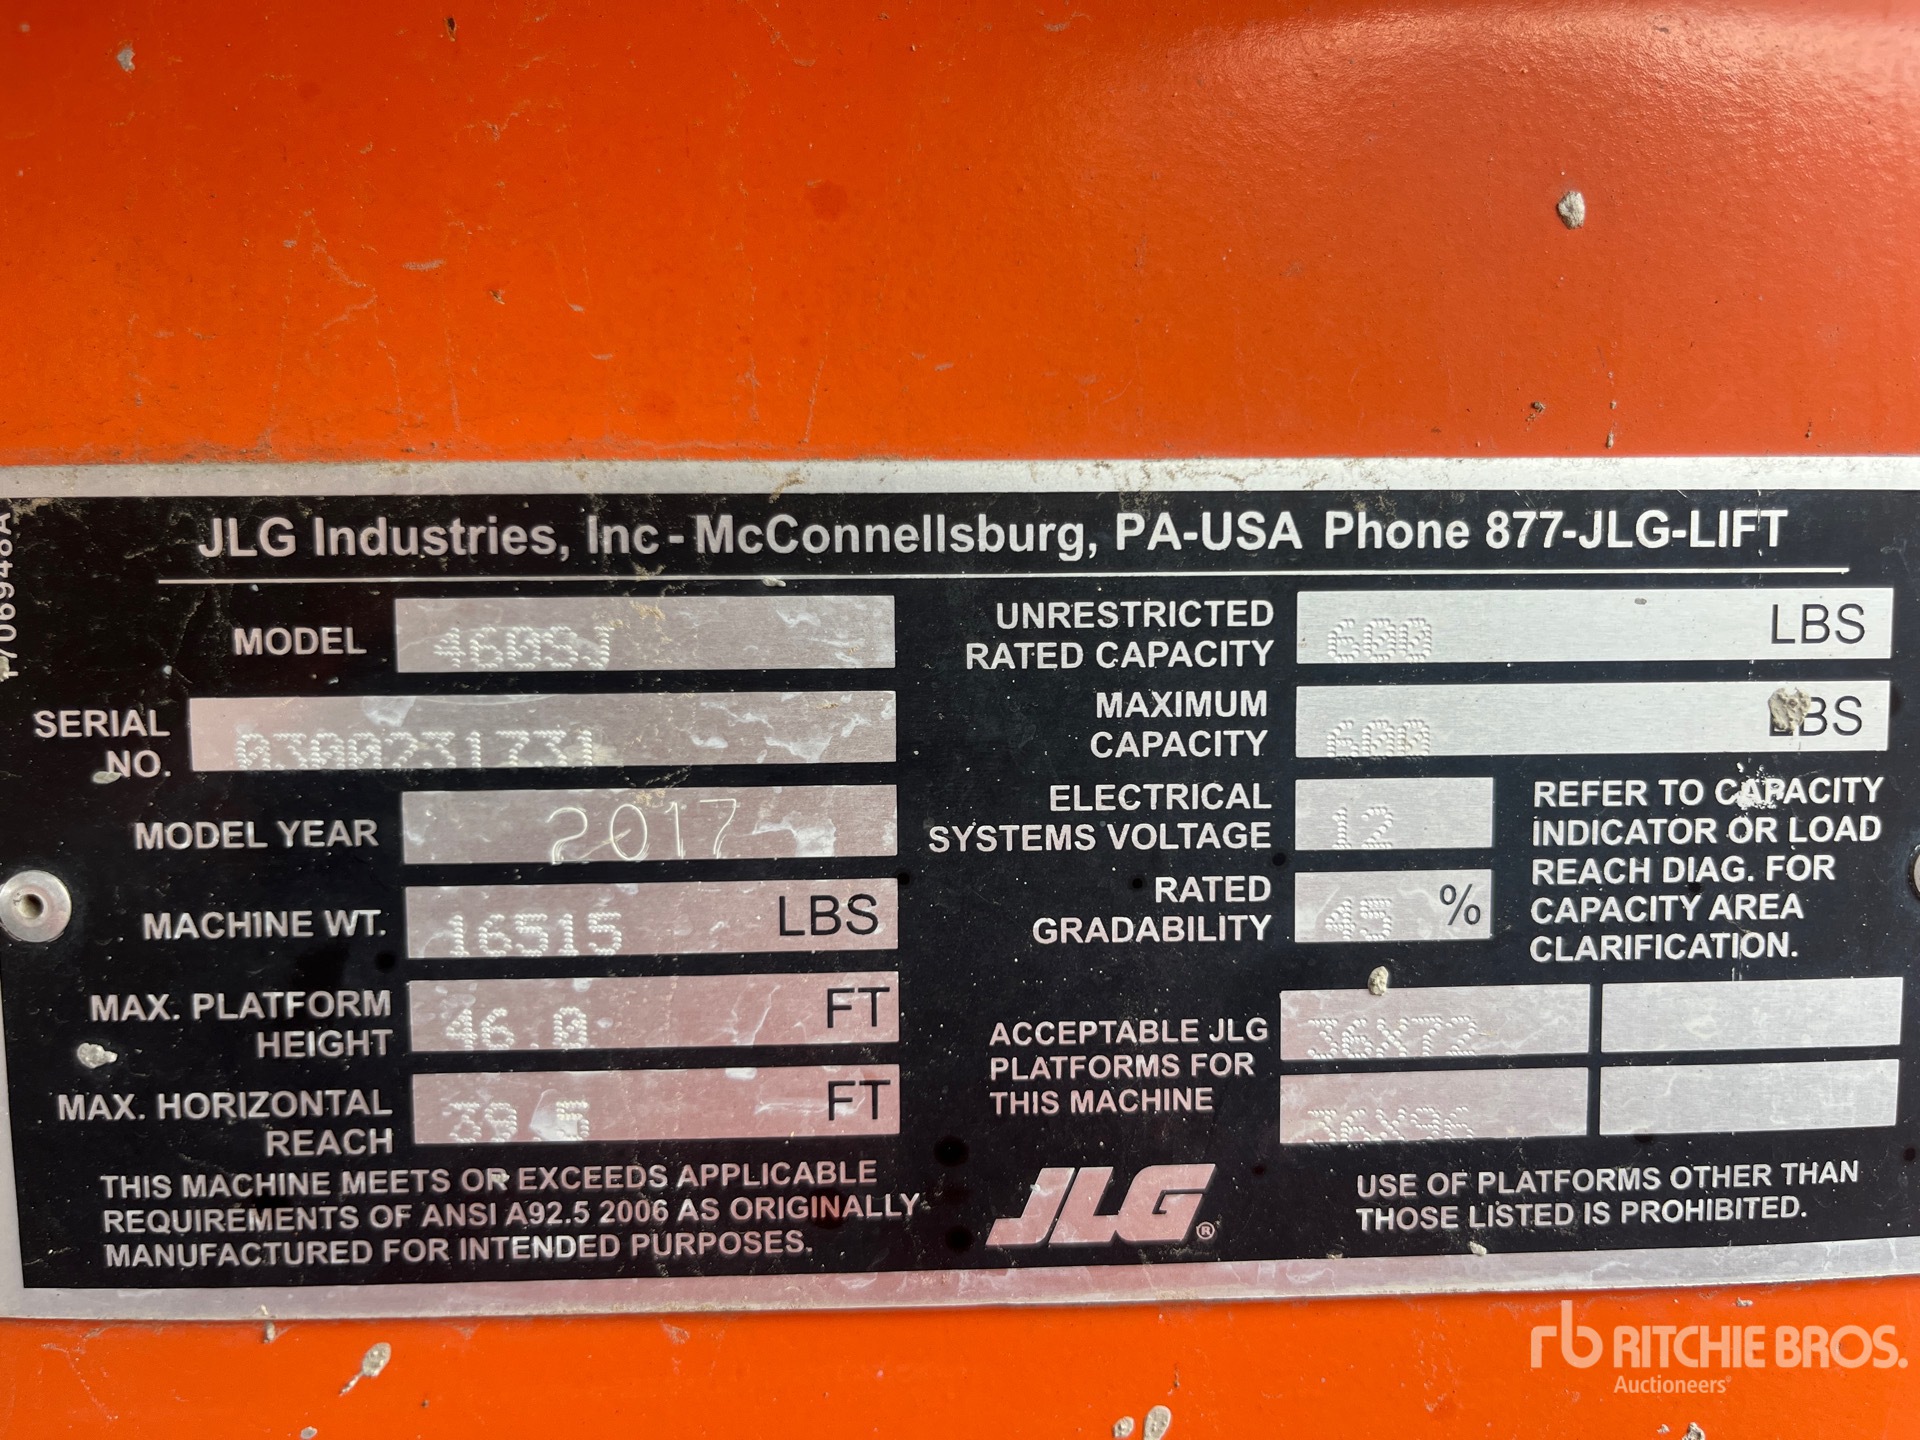 JLG Industries, Inc - McConnellsburg, PA-USA Phone 877-JLG-LIFT
MODEL 460SJ
SERIAL NO. 0300231731
MODEL YEAR 2017
MACHINE WT. 16515 LBS
MAX. PLATFORM HEIGHT 46.0 FT
MAX. HORIZONTAL REACH 39.5 FT
THIS MACHINE MEETS OR EXCEEDS APPLICABLE
REQUIREMENTS OF ANSI A92.5 2006 AS ORIGINALLY
MANUFACTURED FOR INTENDED PURPOSES.
UNRESTRICTED
RATED CAPACITY 600 LBS
MAXIMUM
CAPACITY 600 LBS
ELECTRICAL
SYSTEMS VOLTAGE 12
RATED
GRADABILITY 45 %
REFER TO CAPACITY
INDICATOR OR LOAD
REACH DIAG. FOR
CAPACITY AREA
CLARIFICATION.
ACCEPTABLE JLG
PLATFORMS FOR
THIS MACHINE
36X72
36X96
JLG®
USE OF PLATFORMS OTHER THAN
THOSE LISTED IS PROHIBITED.
rb RITCHIE BROS.
Auctioneers